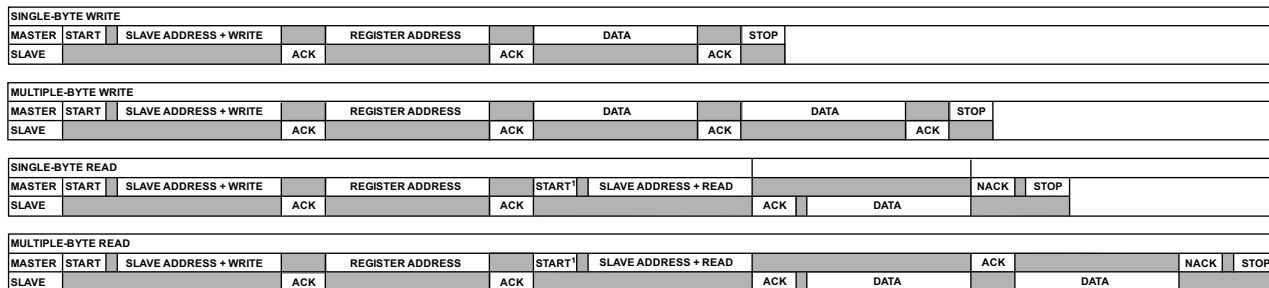 SINGLE-BYTE WRITE
MASTER START SLAVE ADDRESS + WRITE REGISTER ADDRESS DATA STOP
SLAVE ACK ACK ACK
MULTIPLE-BYTE WRITE
MASTER START SLAVE ADDRESS + WRITE REGISTER ADDRESS DATA DATA STOP
SLAVE ACK ACK ACK ACK
SINGLE-BYTE READ
MASTER START SLAVE ADDRESS + WRITE REGISTER ADDRESS START¹ SLAVE ADDRESS + READ NACK STOP
SLAVE ACK ACK ACK DATA
MULTIPLE-BYTE READ
MASTER START SLAVE ADDRESS + WRITE REGISTER ADDRESS START¹ SLAVE ADDRESS + READ ACK NACK STOP
SLAVE ACK ACK ACK DATA DATA